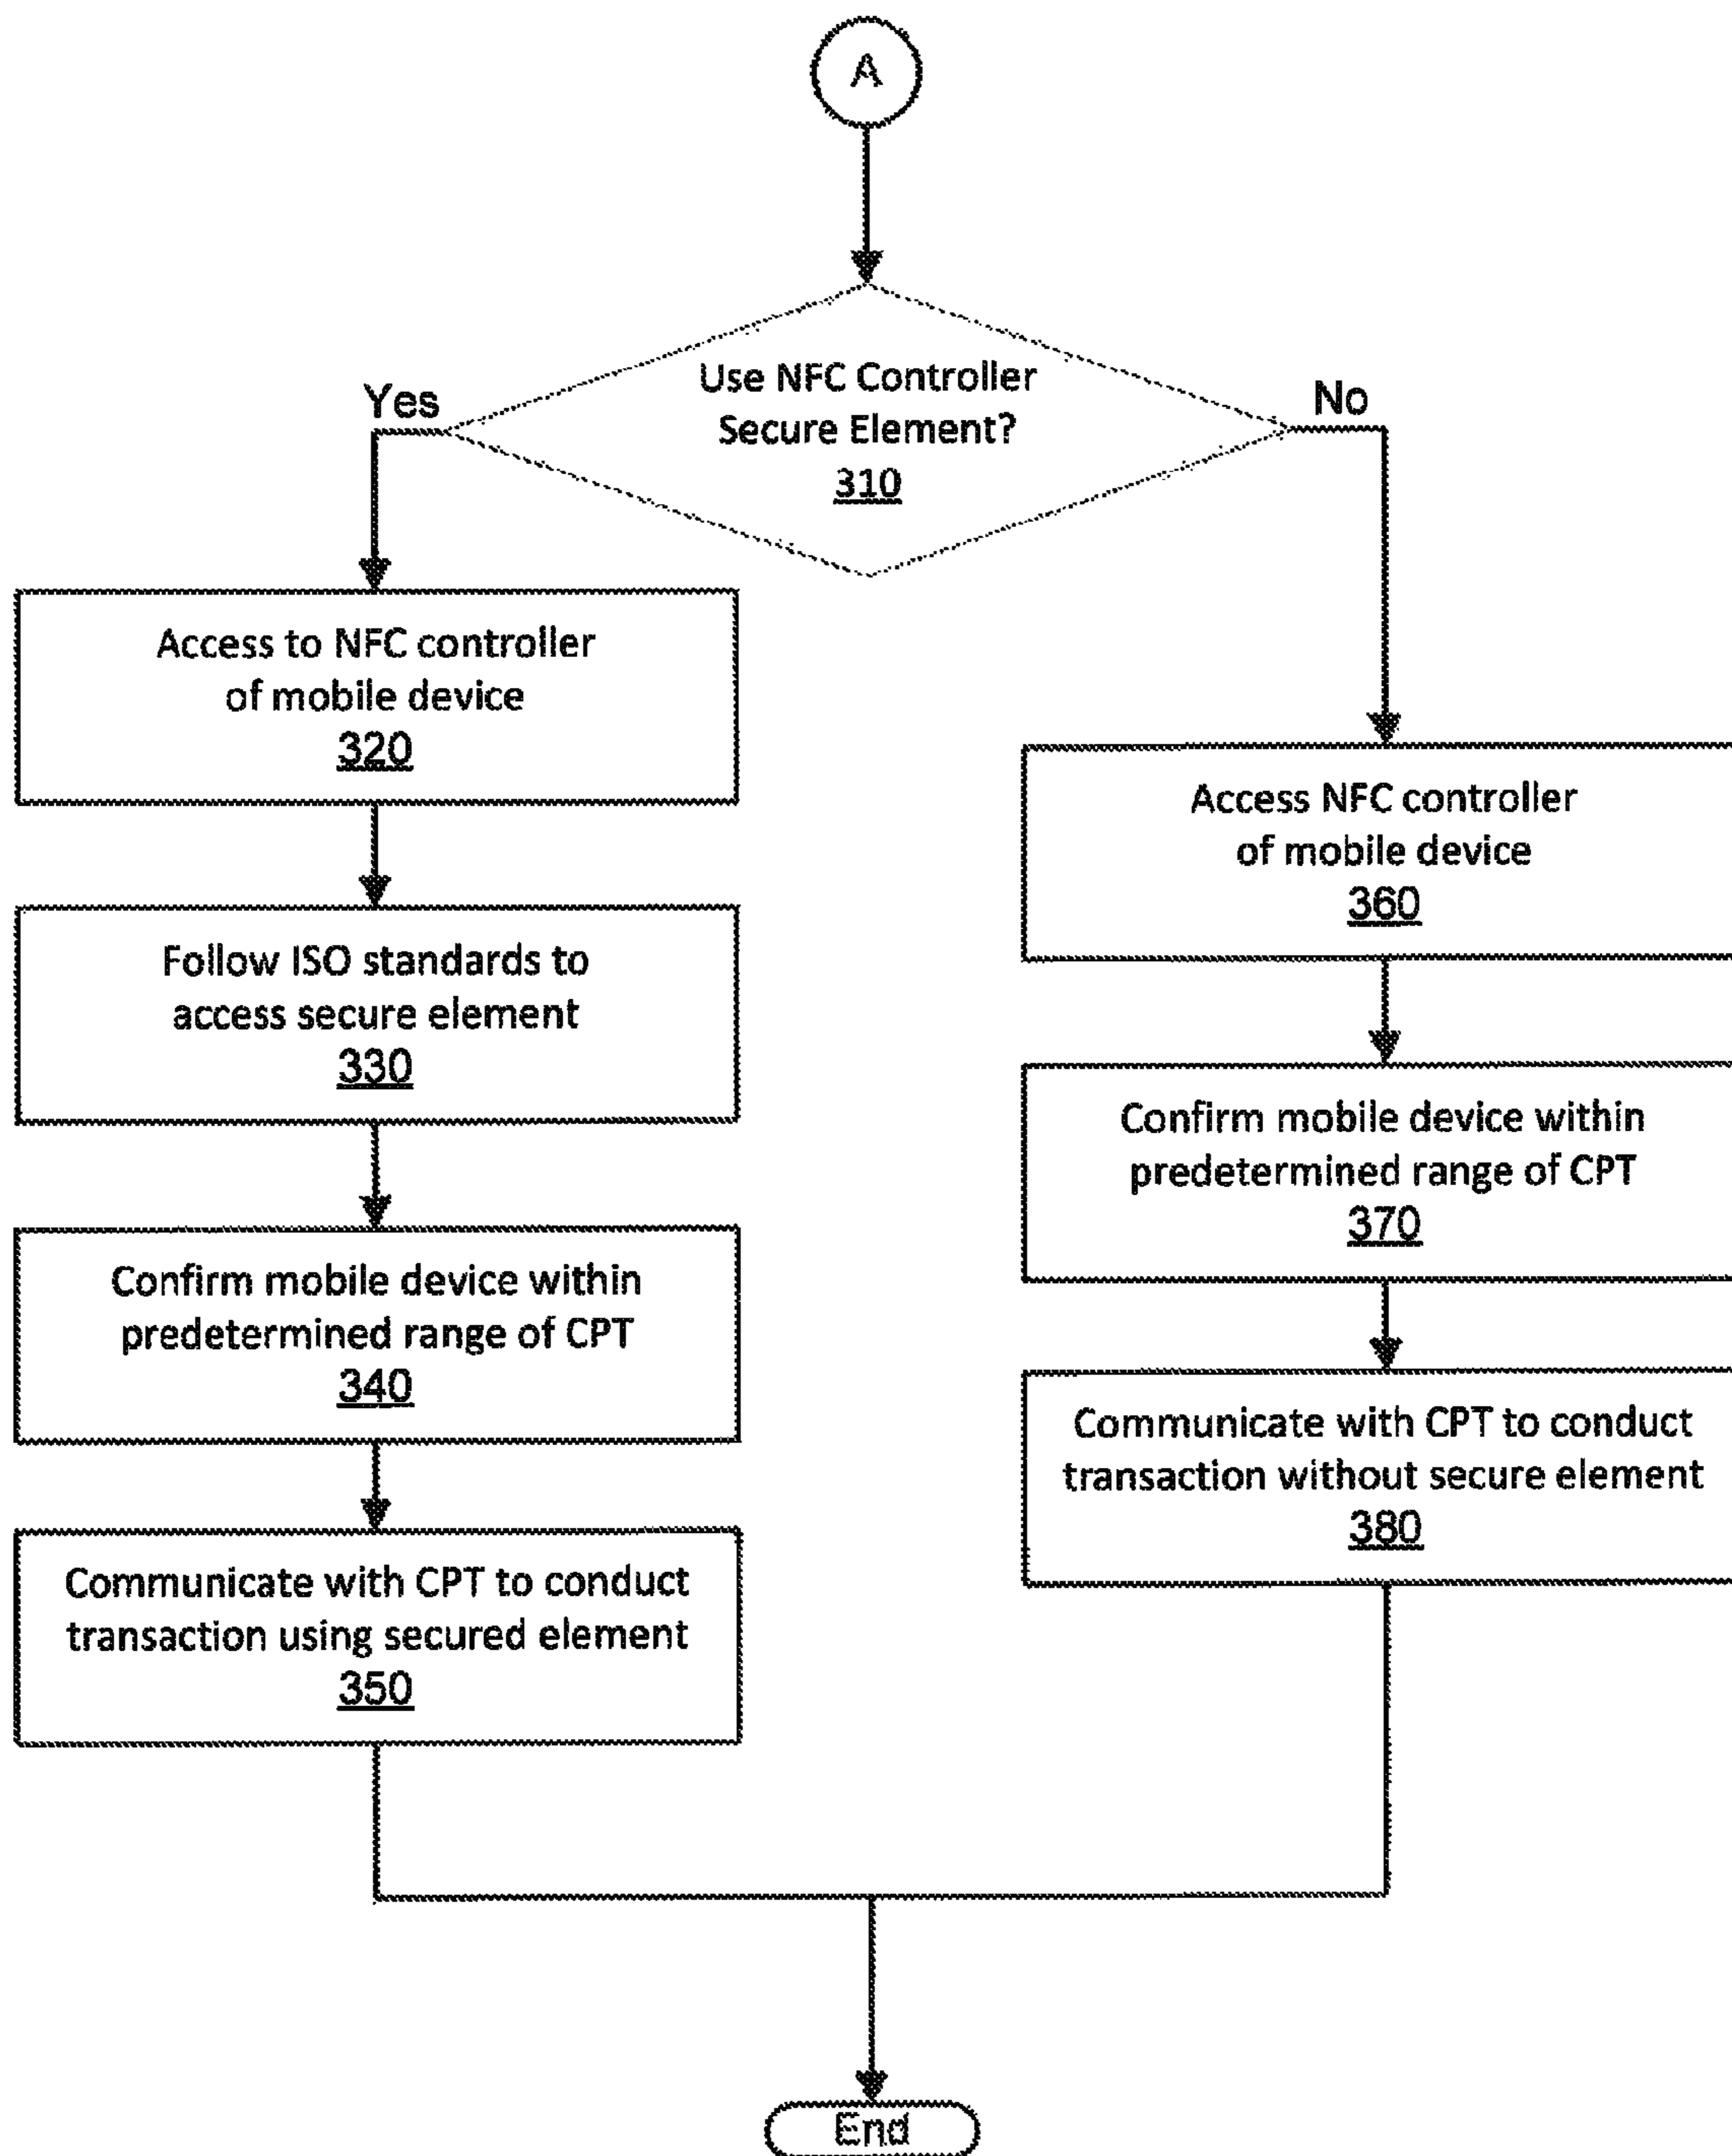 A
Use NFC Controller
Secure Element?
310
Yes
No
Access to NFC controller
of mobile device
320
Follow ISO standards to
access secure element
330
Confirm mobile device within
predetermined range of CPT
340
Communicate with CPT to conduct
transaction using secured element
350
Access NFC controller
of mobile device
360
Confirm mobile device within
predetermined range of CPT
370
Communicate with CPT to conduct
transaction without secure element
380
End